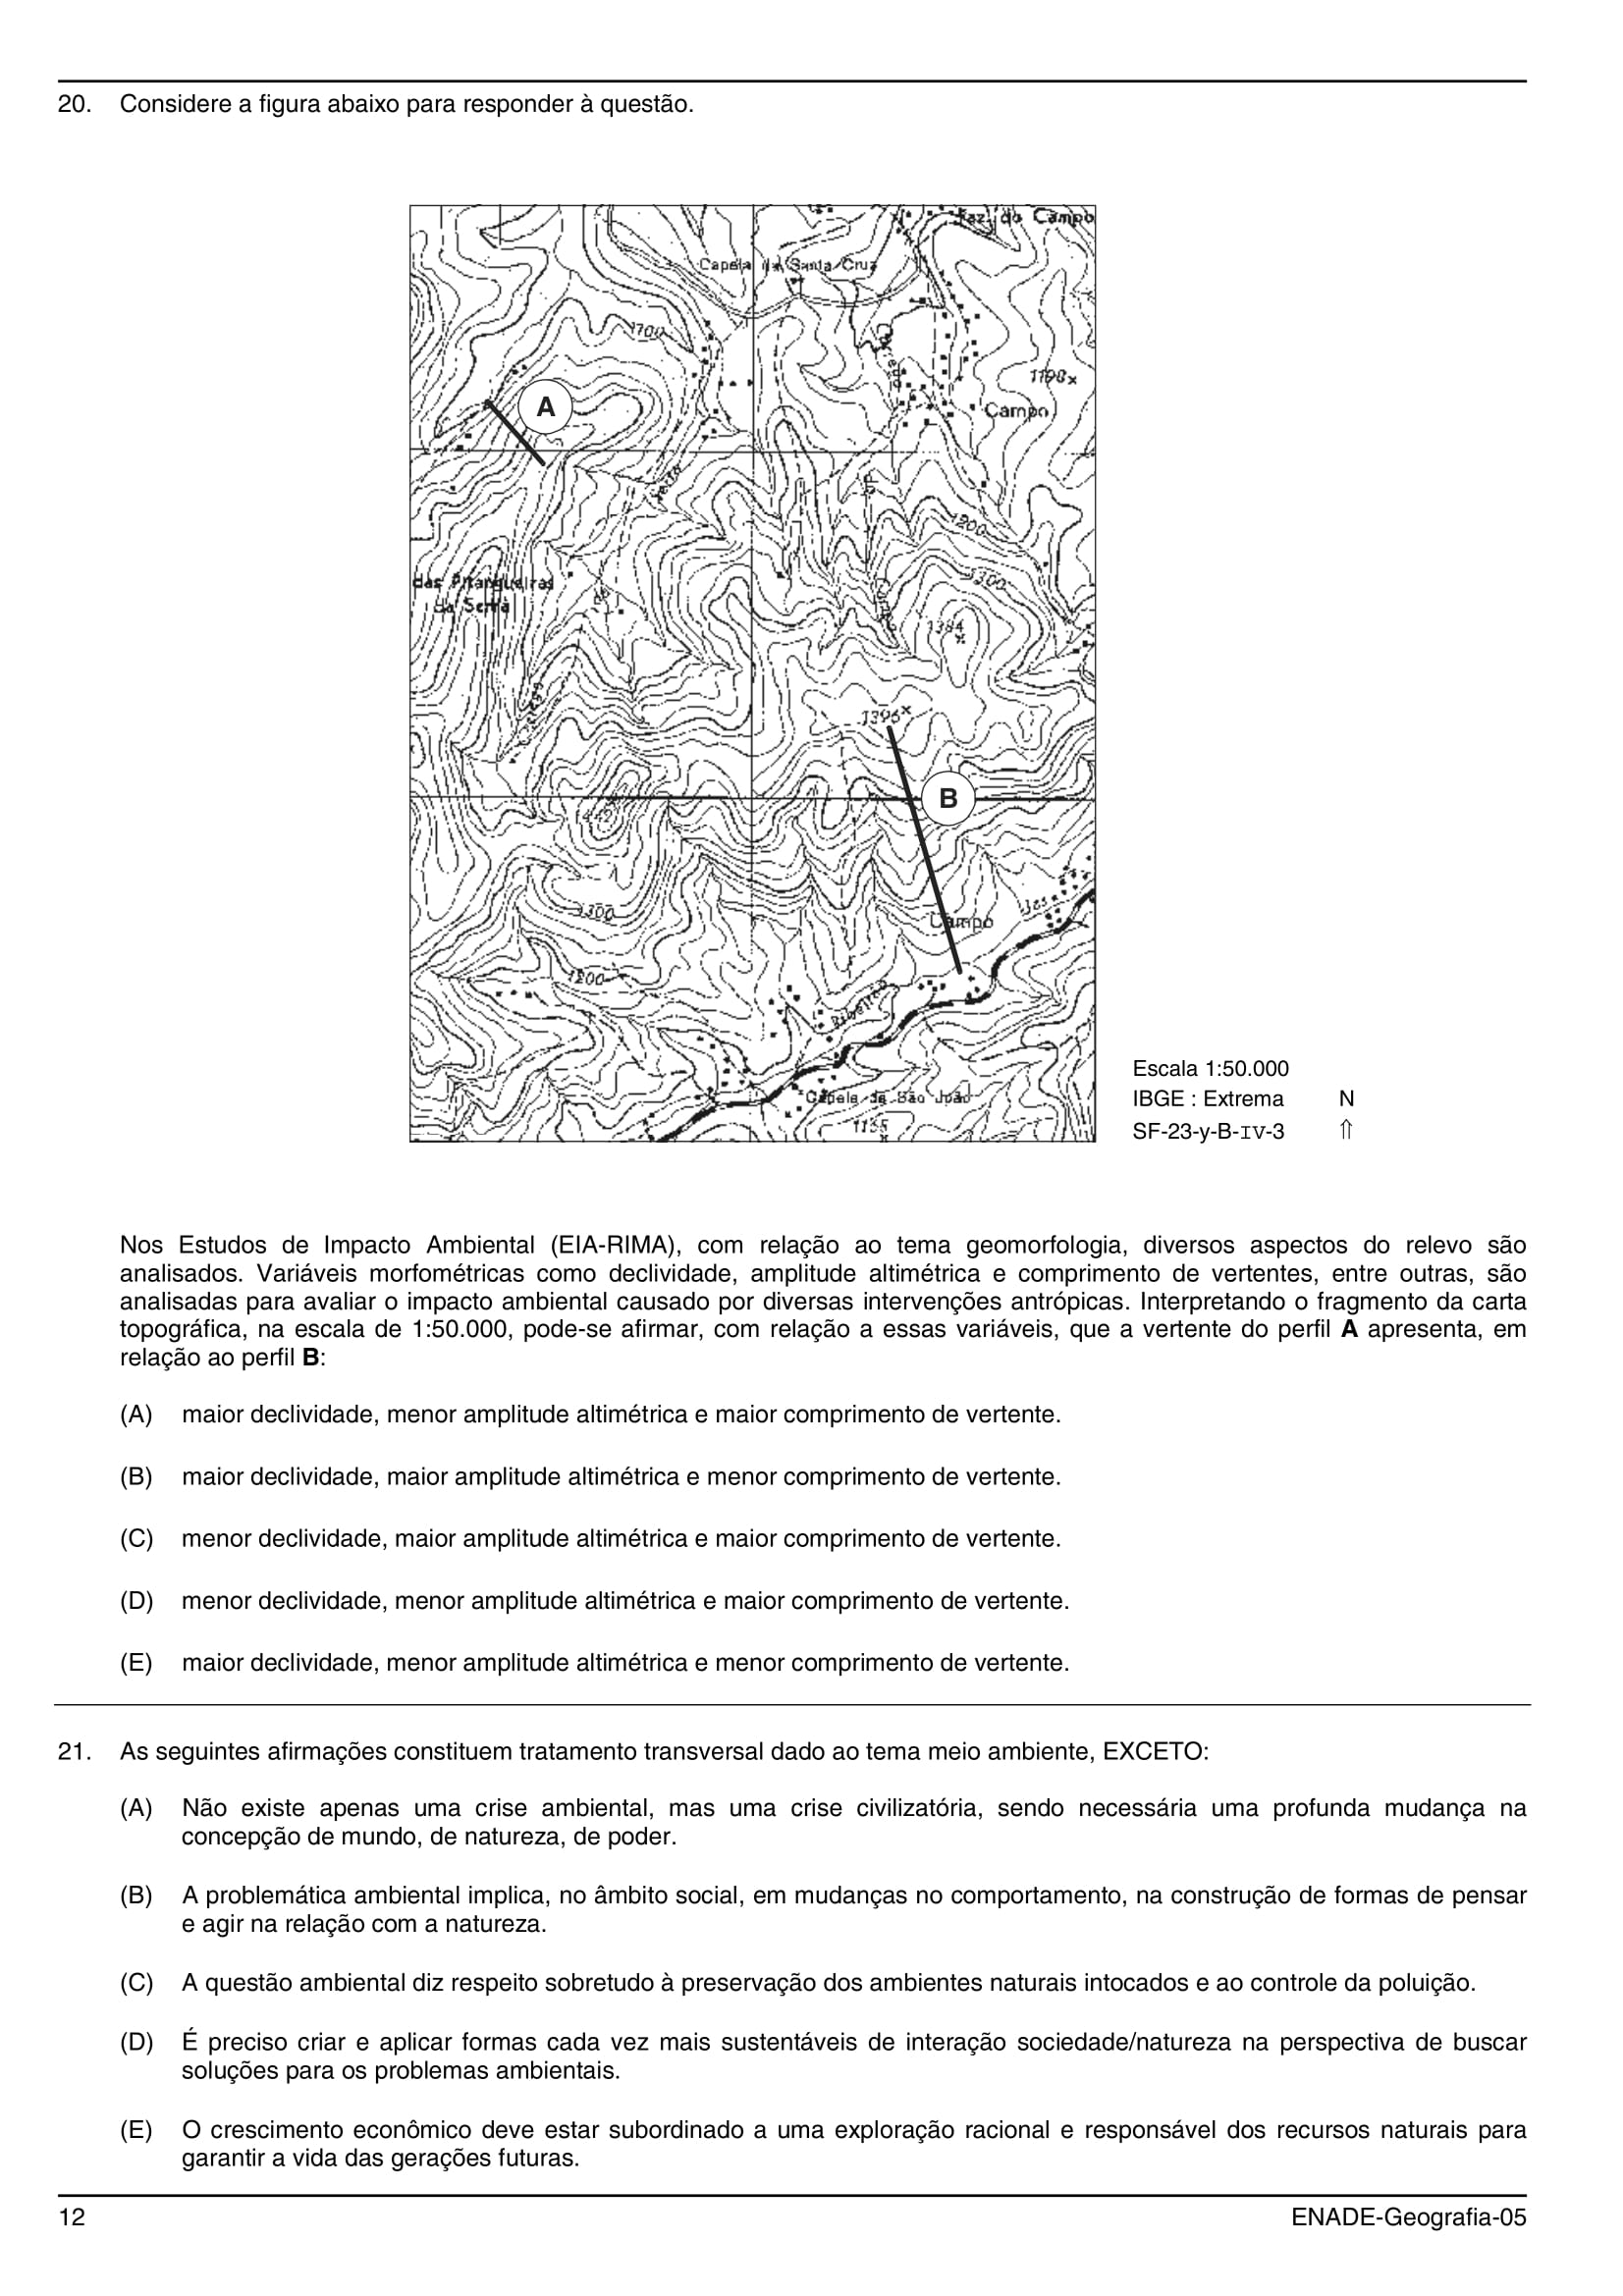 20. Considere a figura abaixo para responder à questão.
Faz. do Campo
Capela da Santa Cruz
1700
A
1198
Campo
1200
das Pitangueiras
da Serra
1300
1384
Córrego
1396
B
1442
1300
Campo
1200
Ribeirão
Capela de São João
1135
Escala 1:50.000
IBGE : Extrema N
SF-23-y-B-IV-3 ⇑
Nos Estudos de Impacto Ambiental (EIA-RIMA), com relação ao tema geomorfologia, diversos aspectos do relevo são
analisados. Variáveis morfométricas como declividade, amplitude altimétrica e comprimento de vertentes, entre outras, são
analisadas para avaliar o impacto ambiental causado por diversas intervenções antrópicas. Interpretando o fragmento da carta
topográfica, na escala de 1:50.000, pode-se afirmar, com relação a essas variáveis, que a vertente do perfil A apresenta, em
relação ao perfil B:
(A) maior declividade, menor amplitude altimétrica e maior comprimento de vertente.
(B) maior declividade, maior amplitude altimétrica e menor comprimento de vertente.
(C) menor declividade, maior amplitude altimétrica e maior comprimento de vertente.
(D) menor declividade, menor amplitude altimétrica e maior comprimento de vertente.
(E) maior declividade, menor amplitude altimétrica e menor comprimento de vertente.
21. As seguintes afirmações constituem tratamento transversal dado ao tema meio ambiente, EXCETO:
(A) Não existe apenas uma crise ambiental, mas uma crise civilizatória, sendo necessária uma profunda mudança na
concepção de mundo, de natureza, de poder.
(B) A problemática ambiental implica, no âmbito social, em mudanças no comportamento, na construção de formas de pensar
e agir na relação com a natureza.
(C) A questão ambiental diz respeito sobretudo à preservação dos ambientes naturais intocados e ao controle da poluição.
(D) É preciso criar e aplicar formas cada vez mais sustentáveis de interação sociedade/natureza na perspectiva de buscar
soluções para os problemas ambientais.
(E) O crescimento econômico deve estar subordinado a uma exploração racional e responsável dos recursos naturais para
garantir a vida das gerações futuras.
12 ENADE-Geografia-05